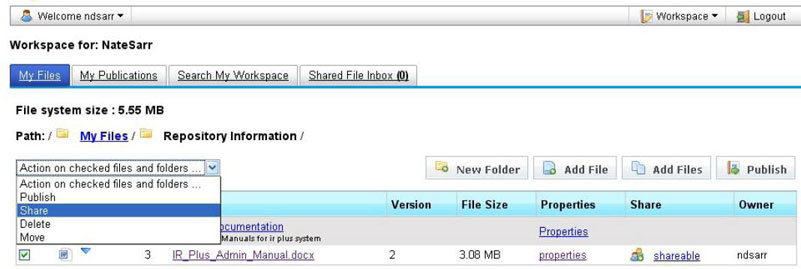 Welcome ndsarr
Workspace
Logout
Workspace for: NateSarr
My Files
My Publications
Search My Workspace
Shared File Inbox (0)
File system size : 5.55 MB
Path: / My Files / Repository Information /
Action on checked files and folders ...
New Folder
Add File
Add Files
Publish
Action on checked files and folders ...
Publish
Share
Delete
Move
Version
File Size
Properties
Share
Owner
Manuals for ir plus system
Properties
3 IR_Plus_Admin_Manual.docx 2 3.08 MB properties shareable ndsarr